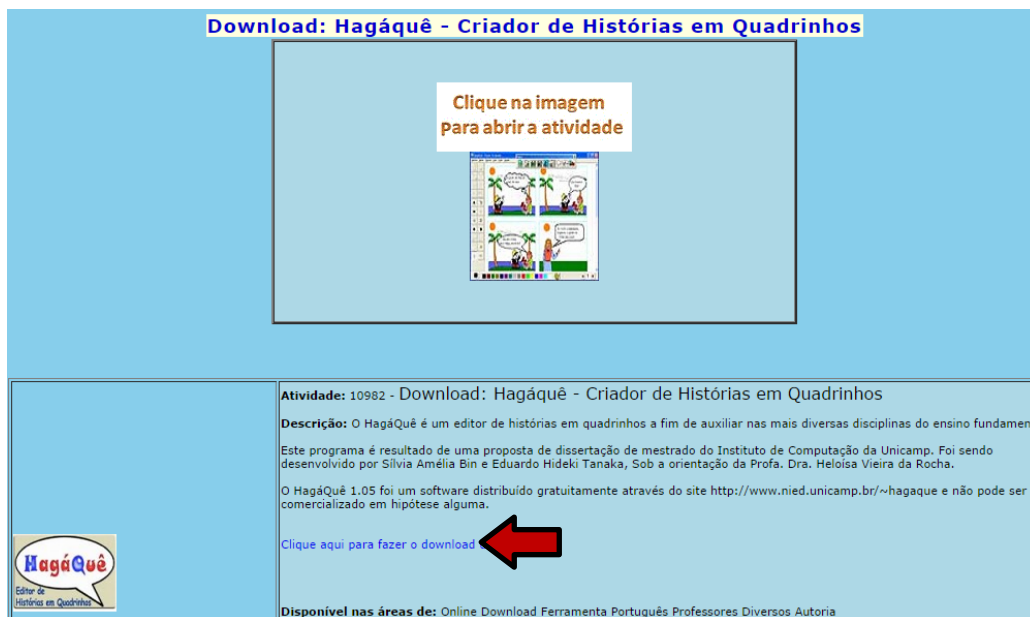 Download: Hagáquê - Criador de Histórias em Quadrinhos
Clique na imagem
Para abrir a atividade
Atividade: 10982 - Download: Hagáquê - Criador de Histórias em Quadrinhos
Descrição: O HagáQuê é um editor de histórias em quadrinhos a fim de auxiliar nas mais diversas disciplinas do ensino fundamen
Este programa é resultado de uma proposta de dissertação de mestrado do Instituto de Computação da Unicamp. Foi sendo
desenvolvido por Sílvia Amélia Bin e Eduardo Hideki Tanaka, Sob a orientação da Profa. Dra. Heloísa Vieira da Rocha.
O HagáQuê 1.05 foi um software distribuído gratuitamente através do site http://www.nied.unicamp.br/~hagaque e não pode ser
comercializado em hipótese alguma.
Clique aqui para fazer o download
HagáQuê
Editor de
Histórias em Quadrinhos
Disponível nas áreas de: Online Download Ferramenta Português Professores Diversos Autoria